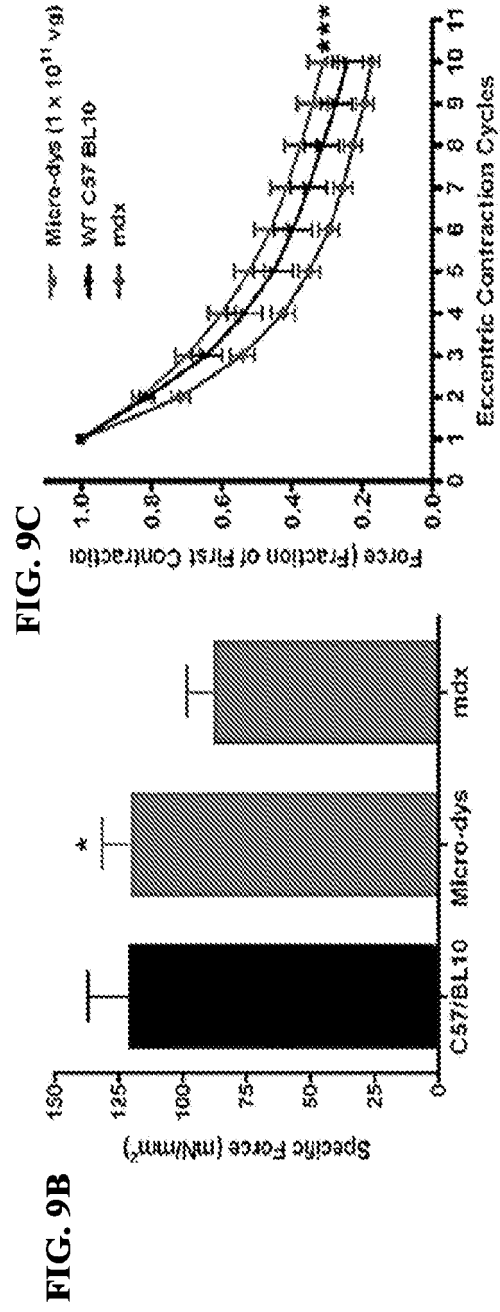 FIG. 9B
Specific Force (mN/mm²)
150
125
100
75
50
25
0
*
C57/BL10
Micro-dys
mdx
FIG. 9C
Force (Fraction of First Contraction
1.0
0.8
0.6
0.4
0.2
0.0
Micro-dys (1 x 10¹¹ vg)
WT C57 BL10
mdx
***
0 1 2 3 4 5 6 7 8 9 10 11
Eccentric Contraction Cycles